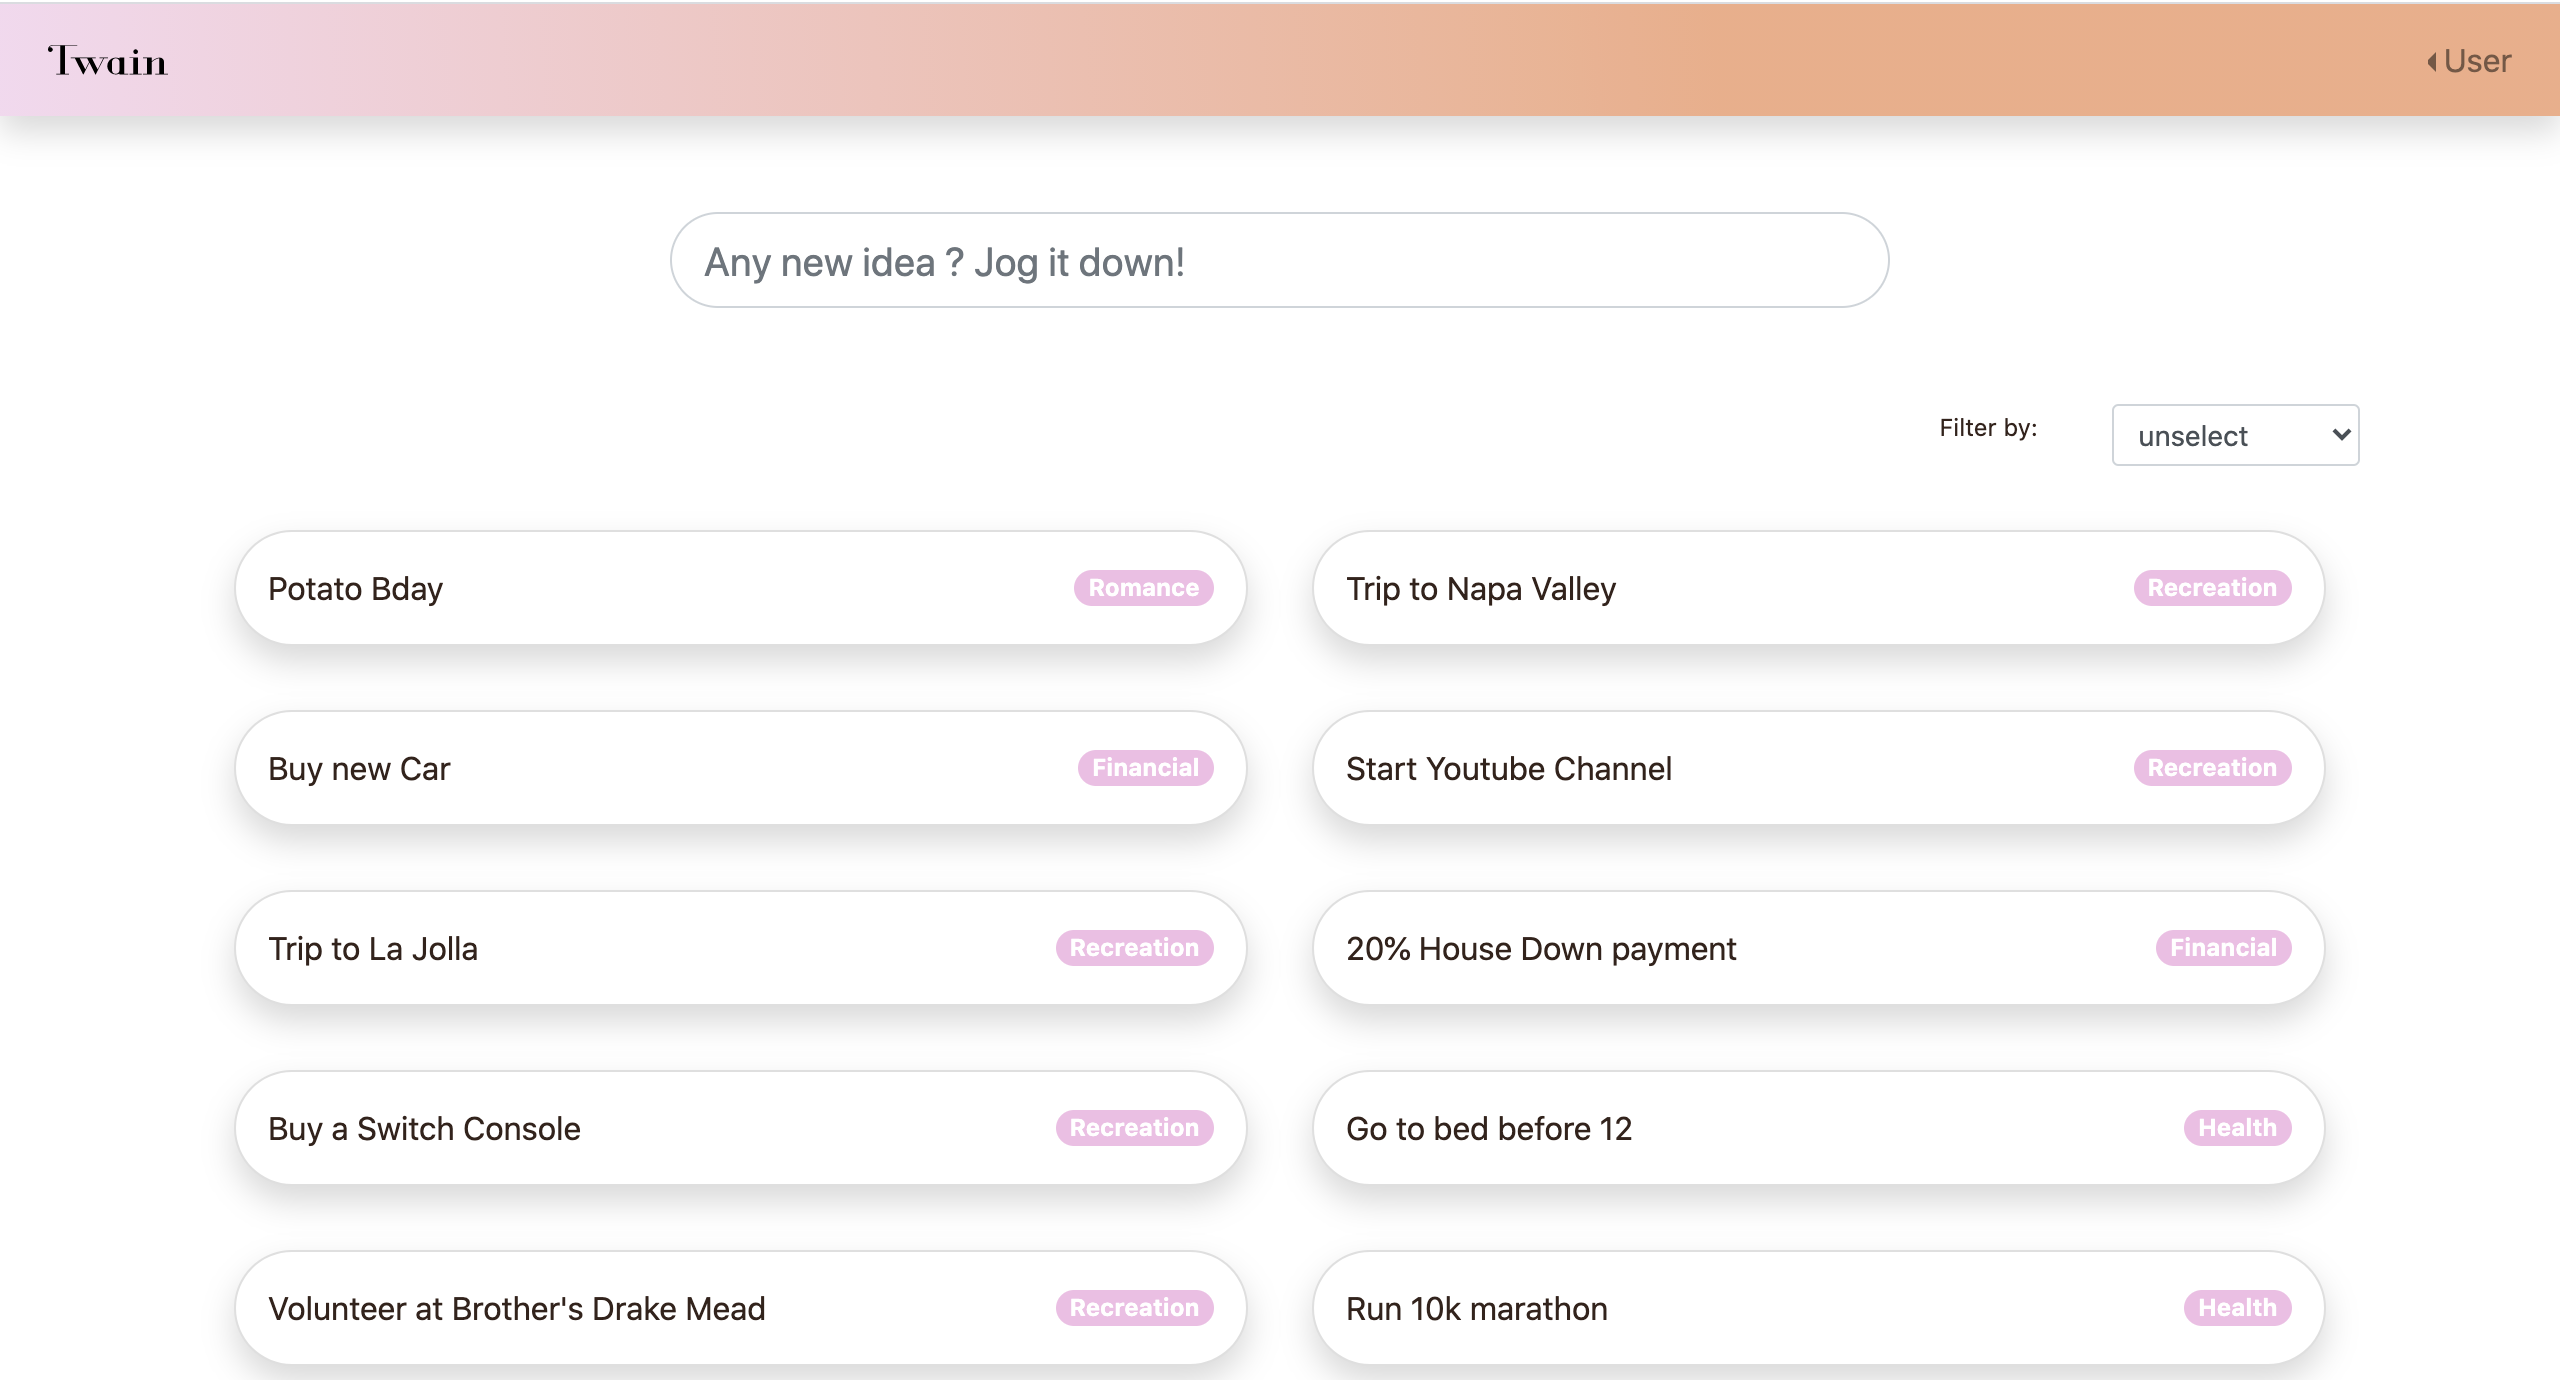 Twain
User
Any new idea ? Jog it down!
Filter by:
unselect
Potato Bday
Romance
Trip to Napa Valley
Recreation
Buy new Car
Financial
Start Youtube Channel
Recreation
Trip to La Jolla
Recreation
20% House Down payment
Financial
Buy a Switch Console
Recreation
Go to bed before 12
Health
Volunteer at Brother's Drake Mead
Recreation
Run 10k marathon
Health